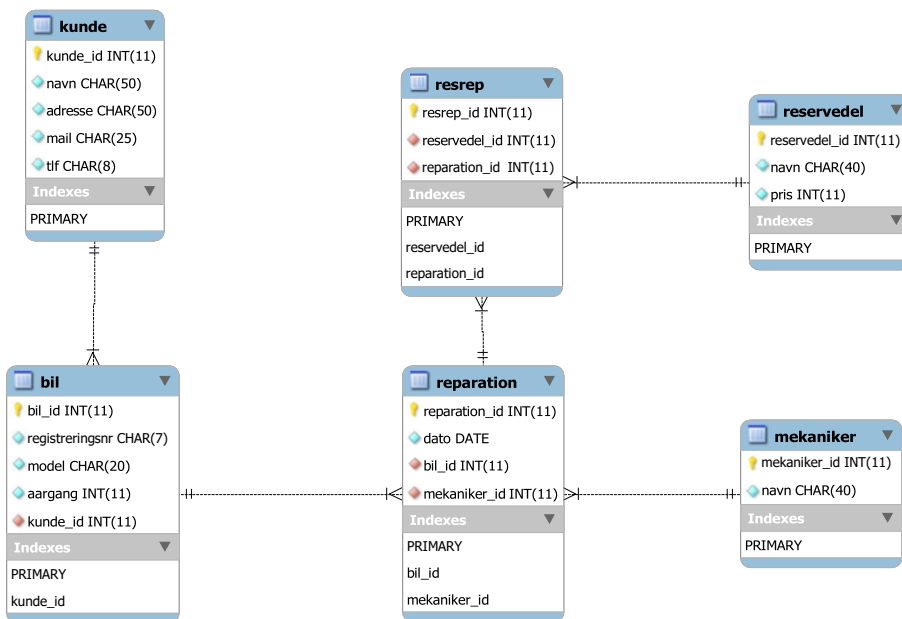 kunde
kunde_id INT(11)
navn CHAR(50)
adresse CHAR(50)
mail CHAR(25)
tlf CHAR(8)
Indexes
PRIMARY
resrep
resrep_id INT(11)
reservedel_id INT(11)
reparation_id INT(11)
Indexes
PRIMARY
reservedel_id
reparation_id
reservedel
reservedel_id INT(11)
navn CHAR(40)
pris INT(11)
Indexes
PRIMARY
bil
bil_id INT(11)
registreringsnr CHAR(7)
model CHAR(20)
aargang INT(11)
kunde_id INT(11)
Indexes
PRIMARY
kunde_id
reparation
reparation_id INT(11)
dato DATE
bil_id INT(11)
mekaniker_id INT(11)
Indexes
PRIMARY
bil_id
mekaniker_id
mekaniker
mekaniker_id INT(11)
navn CHAR(40)
Indexes
PRIMARY